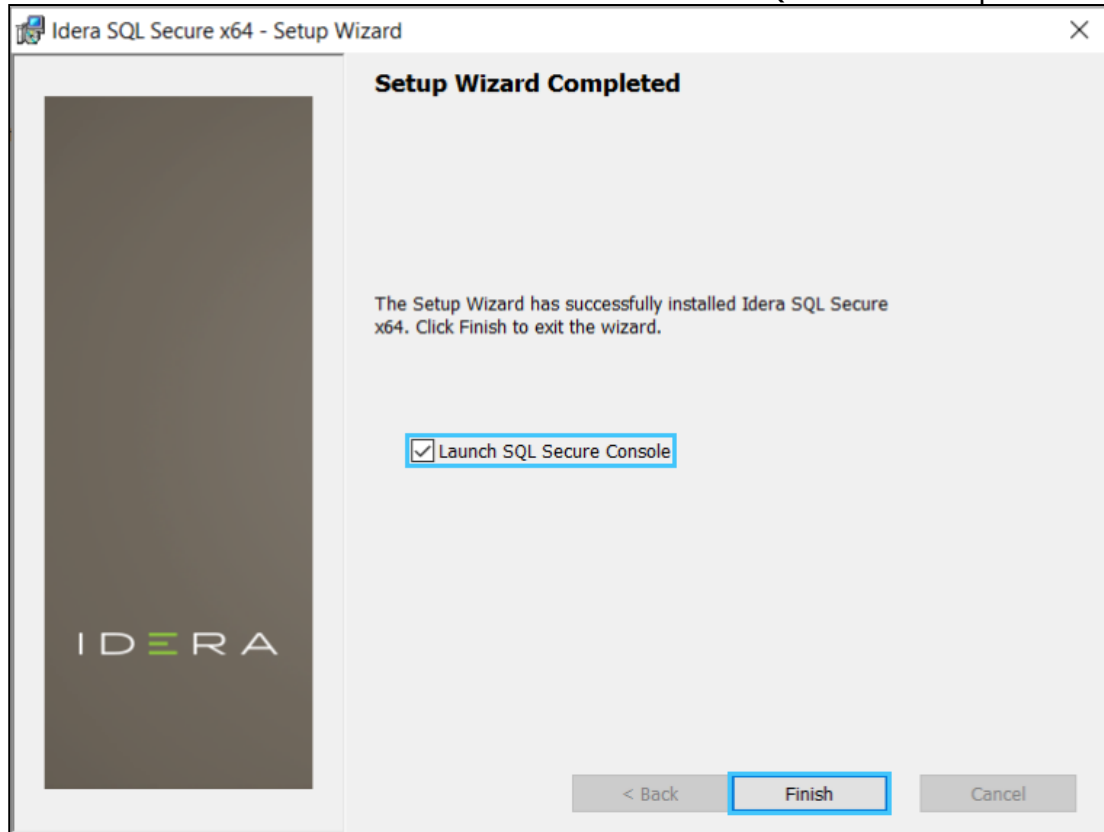 Idera SQL Secure x64 - Setup Wizard
Setup Wizard Completed
The Setup Wizard has successfully installed Idera SQL Secure
x64. Click Finish to exit the wizard.
Launch SQL Secure Console
IDERA
< Back
Finish
Cancel